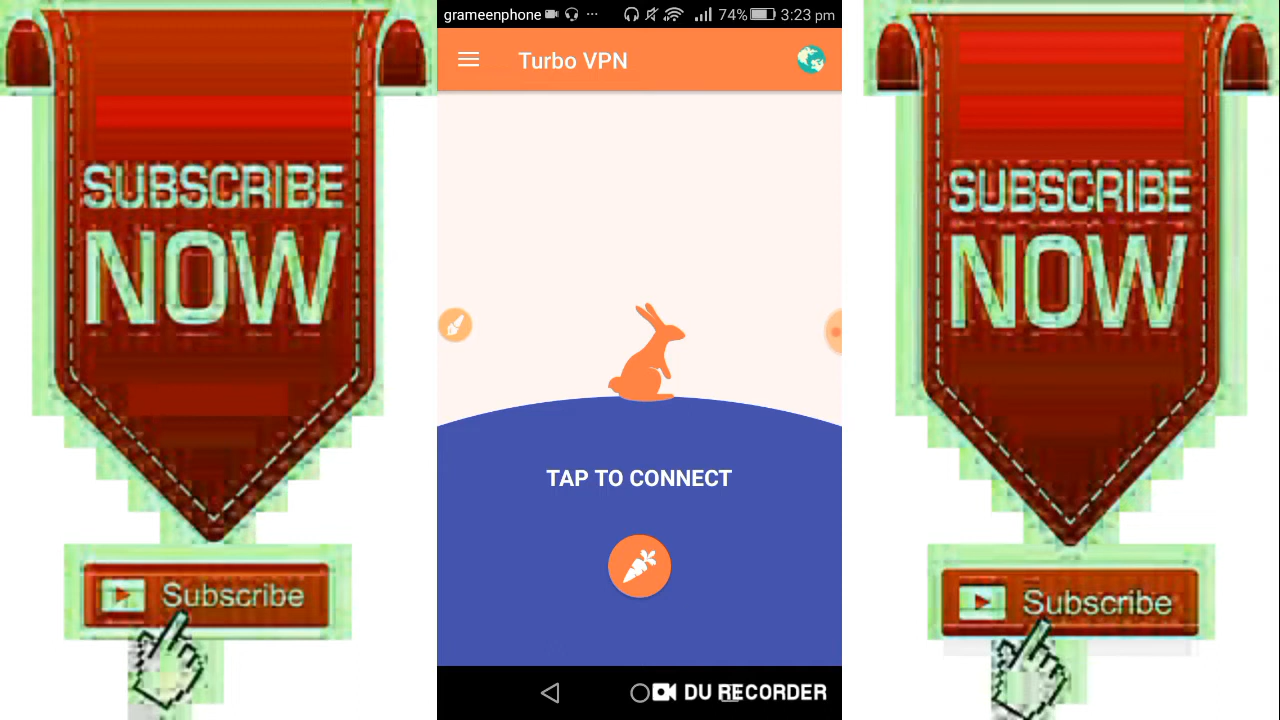 SUBSCRIBE
NOW
Subscribe
grameenphone ... 74% 3:23 pm
Turbo VPN
TAP TO CONNECT
DU RECORDER
SUBSCRIBE
NOW
Subscribe